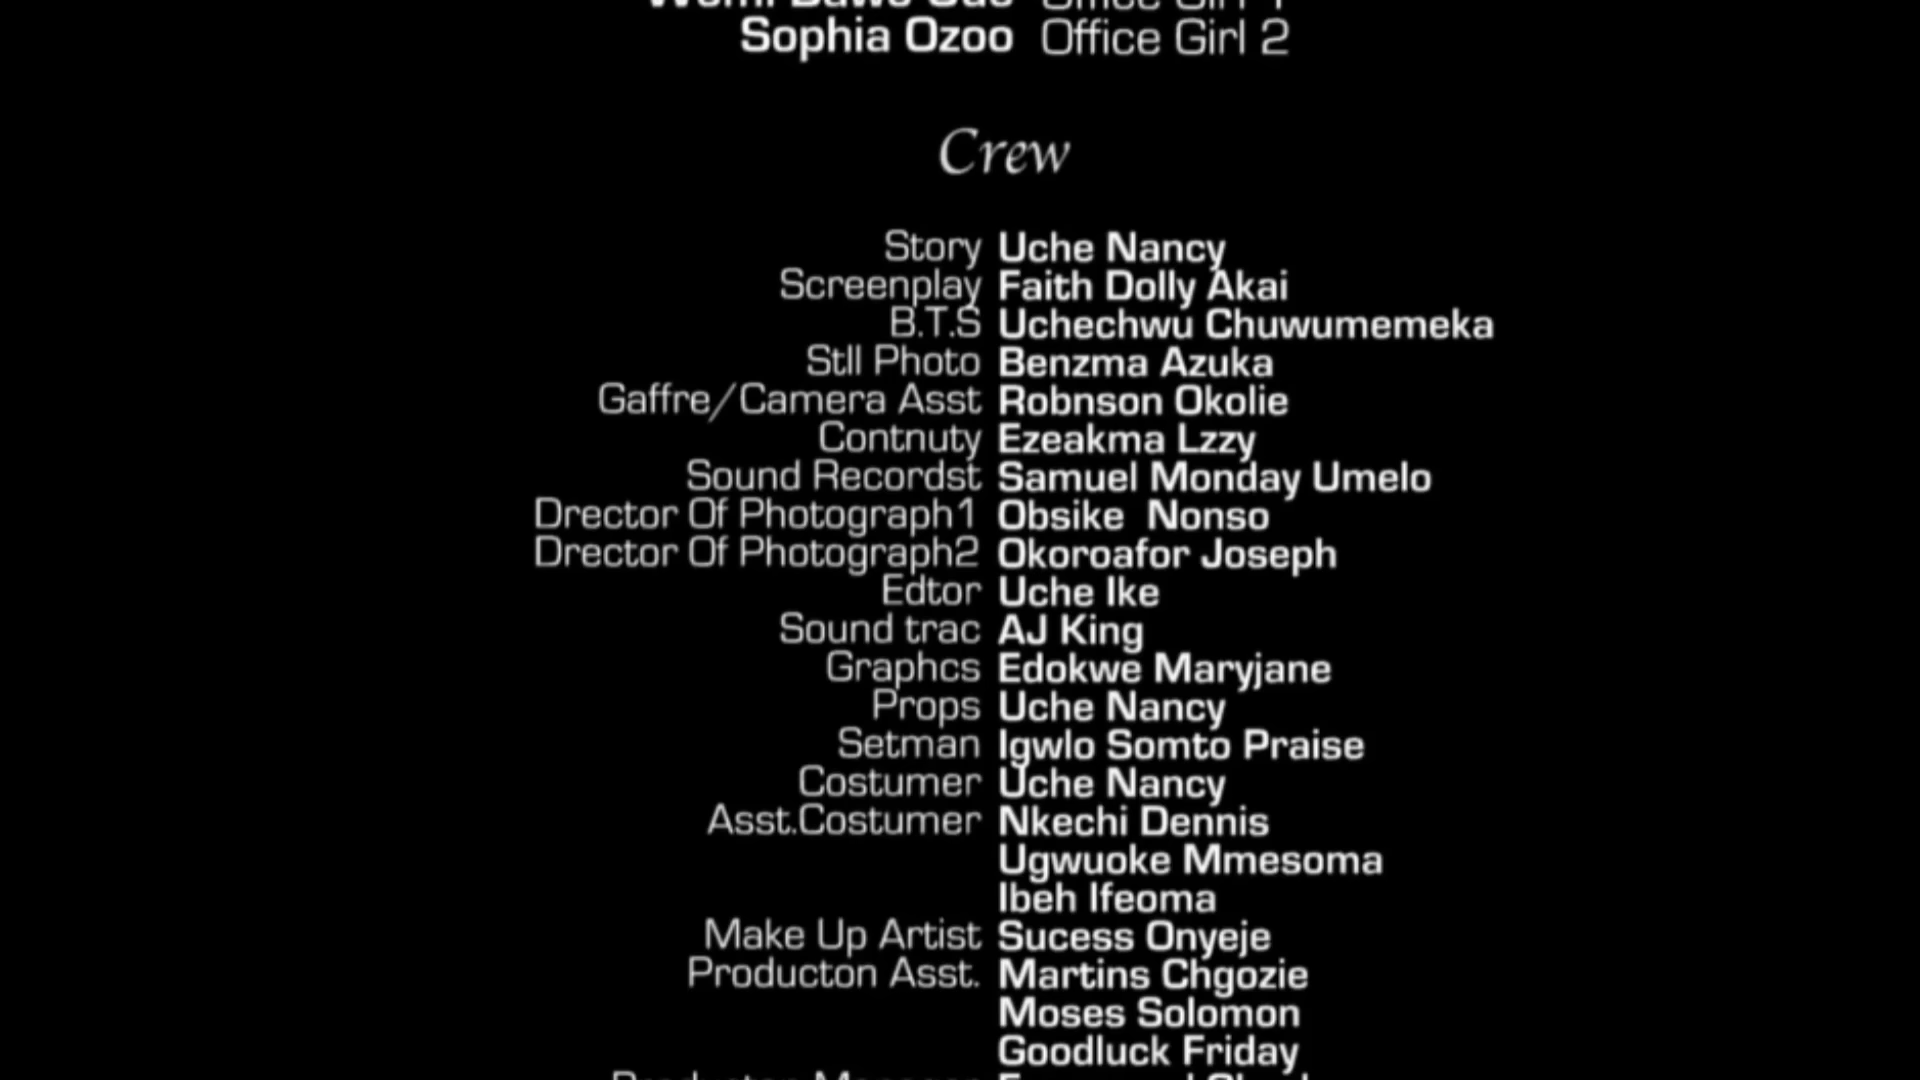 Office Girl 1
Sophia Ozoo Office Girl 2
Crew
Story Uche Nancy
Screenplay Faith Dolly Akai
B.T.S Uchechwu Chuwumemeka
Stll Photo Benzma Azuka
Gaffre/Camera Asst Robnson Okolie
Contnuty Ezeakma Lzzy
Sound Recordst Samuel Monday Umelo
Drector Of Photograph1 Obsike Nonso
Drector Of Photograph2 Okoroafor Joseph
Edtor Uche Ike
Sound trac AJ King
Graphcs Edokwe Maryjane
Props Uche Nancy
Setman Igwlo Somto Praise
Costumer Uche Nancy
Asst.Costumer Nkechi Dennis
Ugwuoke Mmesoma
Ibeh Ifeoma
Make Up Artist Sucess Onyeje
Producton Asst. Martins Chgozie
Moses Solomon
Goodluck Friday